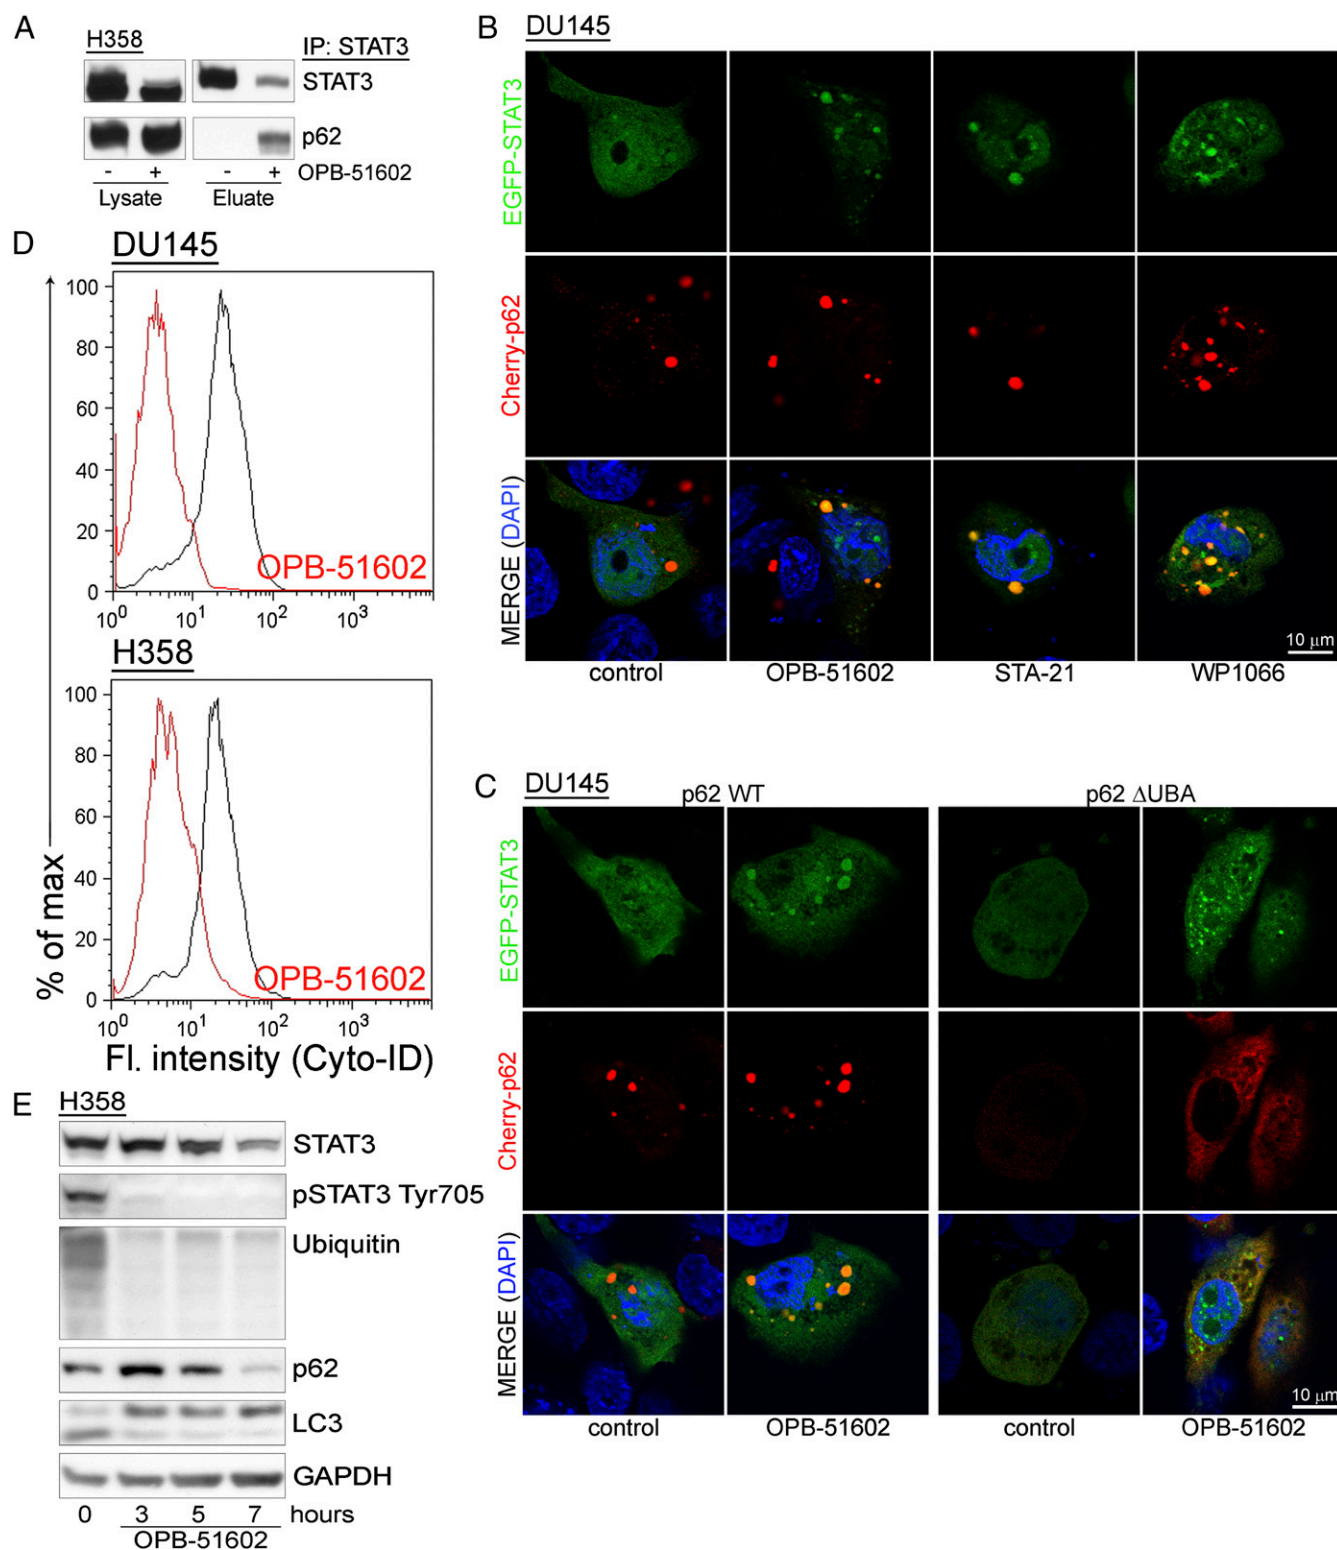 A
H358
IP: STAT3
STAT3
p62
- + - + OPB-51602
Lysate Eluate
B
DU145
EGFP-STAT3
Cherry-p62
MERGE (DAPI)
control OPB-51602 STA-21 WP1066
10 µm
C
DU145
p62 WT p62 ΔUBA
EGFP-STAT3
Cherry-p62
MERGE (DAPI)
control OPB-51602 control OPB-51602
10 µm
D
DU145
100
80
60
40
20
0
OPB-51602
10⁰ 10¹ 10² 10³
H358
100
80
60
40
20
0
OPB-51602
10⁰ 10¹ 10² 10³
% of max
Fl. intensity (Cyto-ID)
E
H358
STAT3
pSTAT3 Tyr705
Ubiquitin
p62
LC3
GAPDH
0 3 5 7 hours
OPB-51602